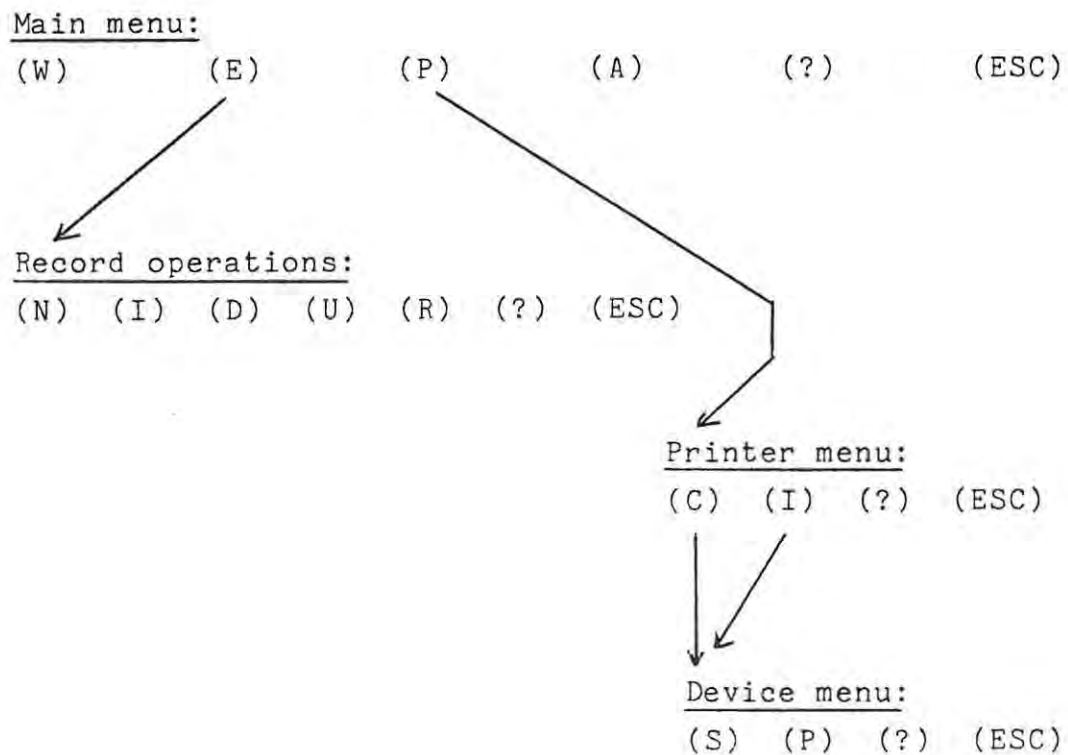 Main menu:
(W) (E) (P) (A) (?) (ESC)
Record operations:
(N) (I) (D) (U) (R) (?) (ESC)
Printer menu:
(C) (I) (?) (ESC)
Device menu:
(S) (P) (?) (ESC)